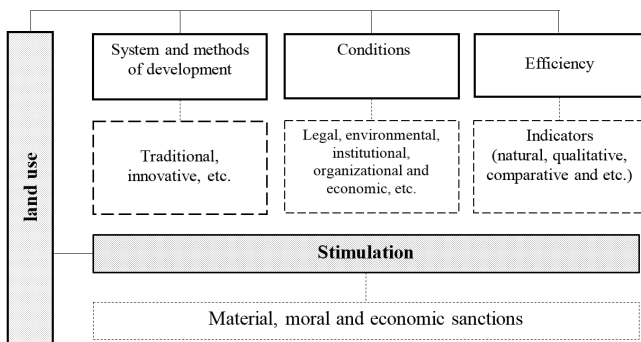 land use
System and methods
of development
Conditions
Efficiency
Traditional,
innovative, etc.
Legal, environmental,
institutional,
organizational and
economic, etc.
Indicators
(natural, qualitative,
comparative and etc.)
Stimulation
Material, moral and economic sanctions